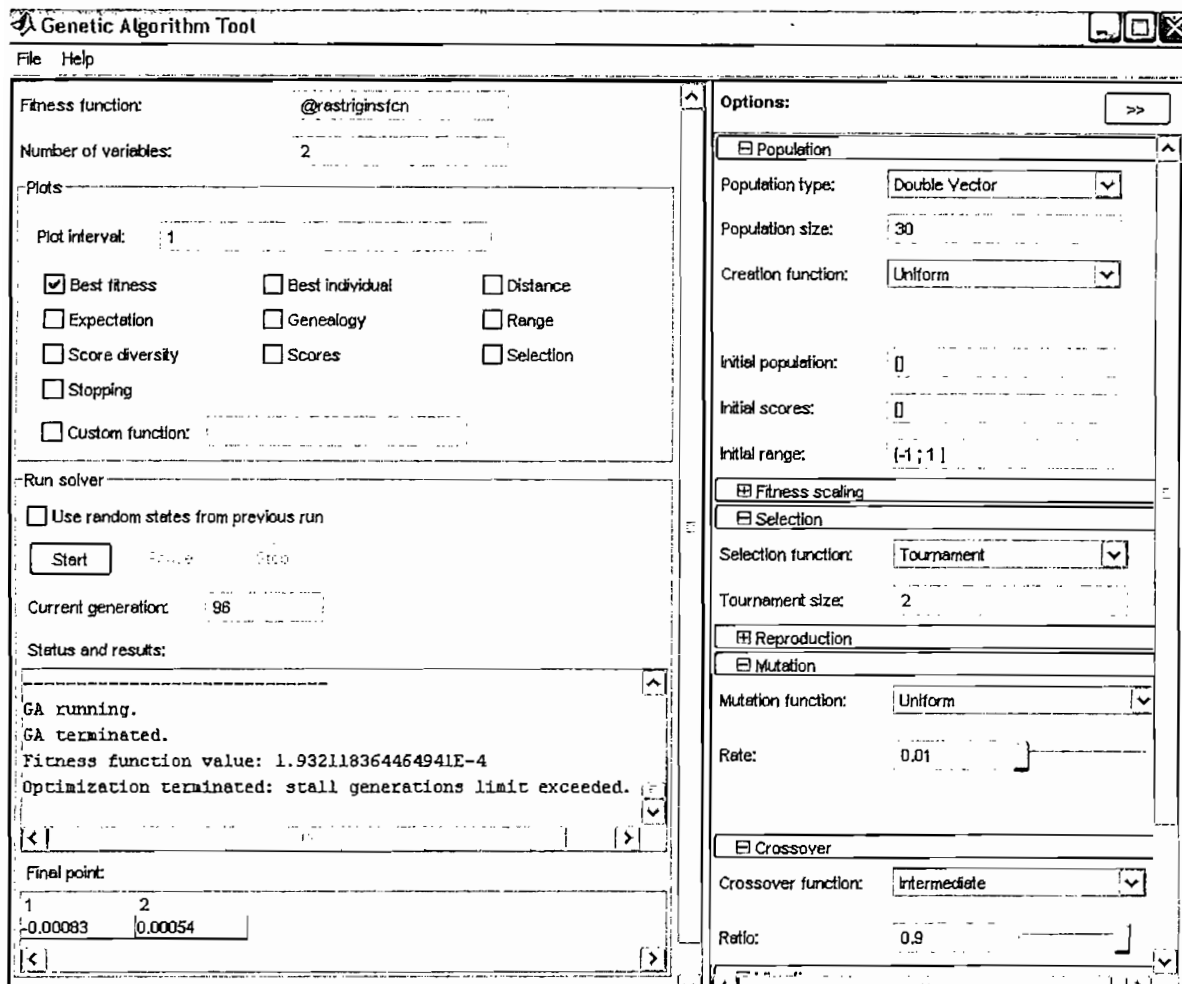 Genetic Algorithm Tool
File Help
Fitness function: @rastriginsfcn
Number of variables: 2
Plots
Plot interval: 1
Best fitness Best individual Distance
Expectation Genealogy Range
Score diversity Scores Selection
Stopping
Custom function:
Run solver
Use random states from previous run
Start Pause Stop
Current generation: 96
Status and results:
GA running.
GA terminated.
Fitness function value: 1.932118364464941E-4
Optimization terminated: stall generations limit exceeded.
Final point:
1 2
-0.00083 0.00054
Options: >>
Population
Population type: Double Vector
Population size: 30
Creation function: Uniform
Initial population: []
Initial scores: []
Initial range: [-1 ; 1 ]
Fitness scaling
Selection
Selection function: Tournament
Tournament size: 2
Reproduction
Mutation
Mutation function: Uniform
Rate: 0.01
Crossover
Crossover function: Intermediate
Ratio: 0.9